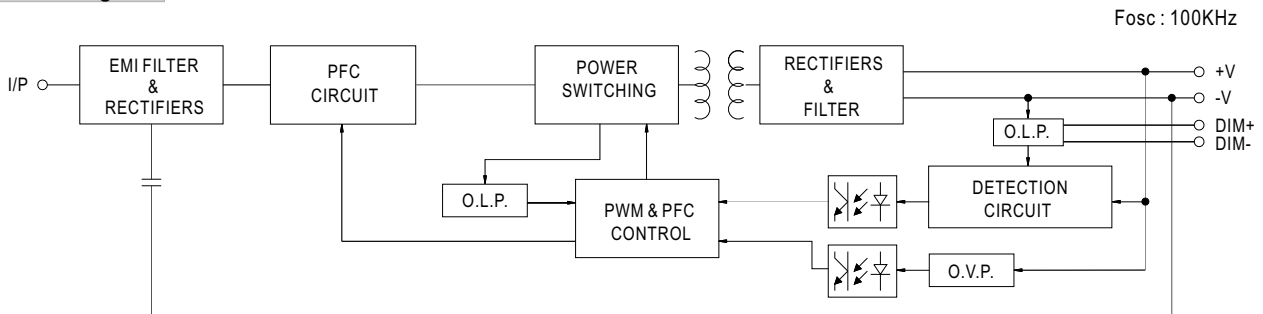 Fosc : 100KHz
I/P
EMI FILTER
&
RECTIFIERS
PFC
CIRCUIT
POWER
SWITCHING
RECTIFIERS
&
FILTER
+V
-V
DIM+
DIM-
O.L.P.
O.L.P.
PWM & PFC
CONTROL
DETECTION
CIRCUIT
O.V.P.